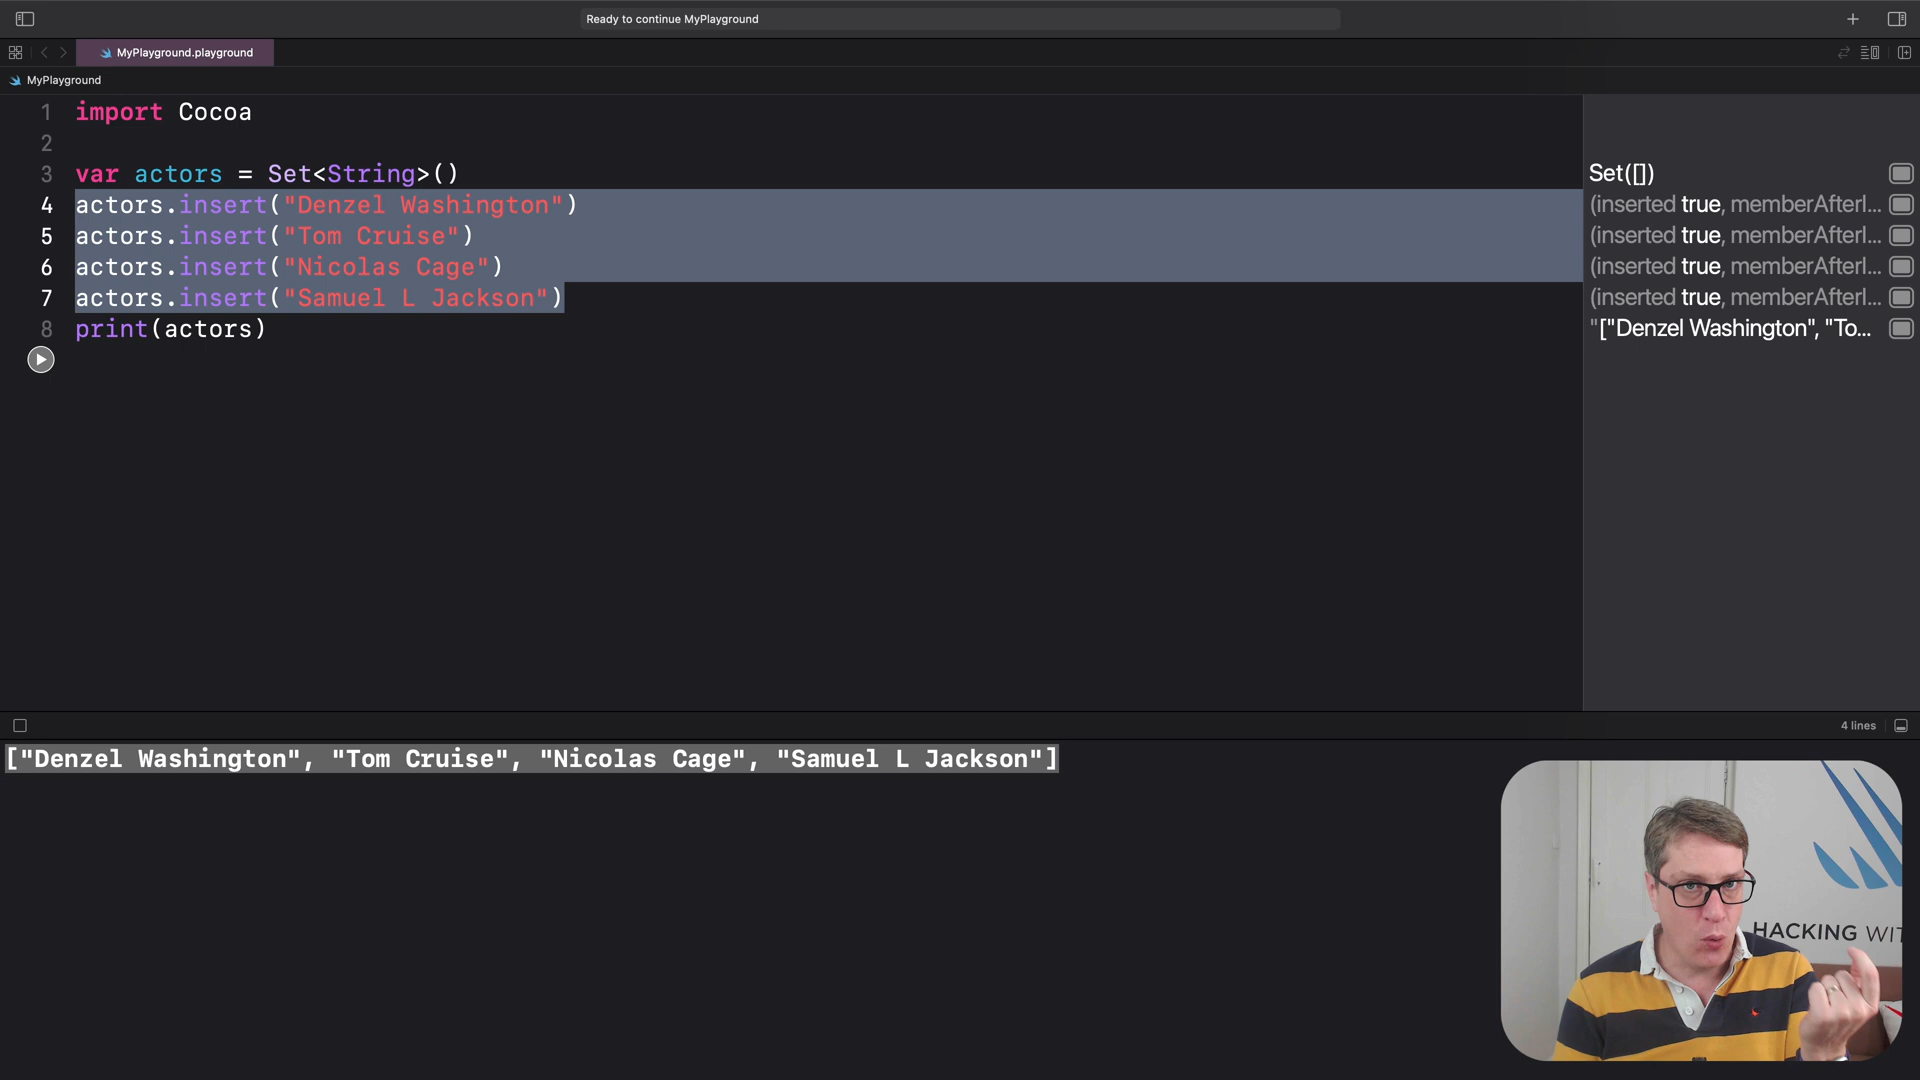 Ready to continue MyPlayground
MyPlayground.playground
MyPlayground
1 import Cocoa
2
3 var actors = Set<String>()
4 actors.insert("Denzel Washington")
5 actors.insert("Tom Cruise")
6 actors.insert("Nicolas Cage")
7 actors.insert("Samuel L Jackson")
8 print(actors)
Set([])
(inserted true, memberAfterI...
(inserted true, memberAfterI...
(inserted true, memberAfterI...
(inserted true, memberAfterI...
"["Denzel Washington", "To...
4 lines
["Denzel Washington", "Tom Cruise", "Nicolas Cage", "Samuel L Jackson"]
HACKING WIT